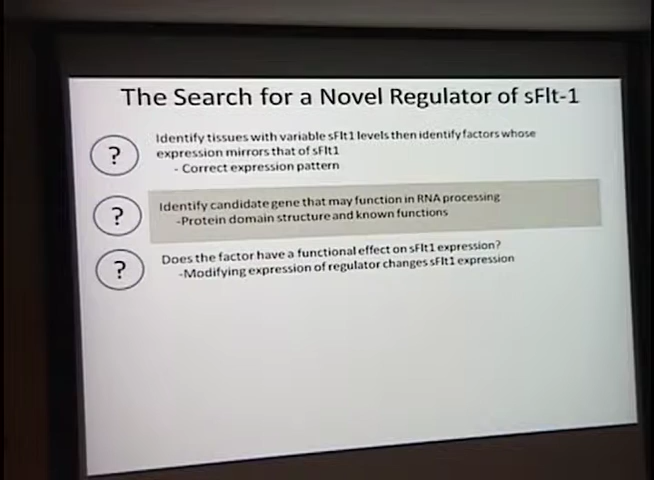 The Search for a Novel Regulator of sFlt-1
? Identify tissues with variable sFlt1 levels then identify factors whose
expression mirrors that of sFlt1
- Correct expression pattern
? Identify candidate gene that may function in RNA processing
-Protein domain structure and known functions
? Does the factor have a functional effect on sFlt1 expression?
-Modifying expression of regulator changes sFlt1 expression